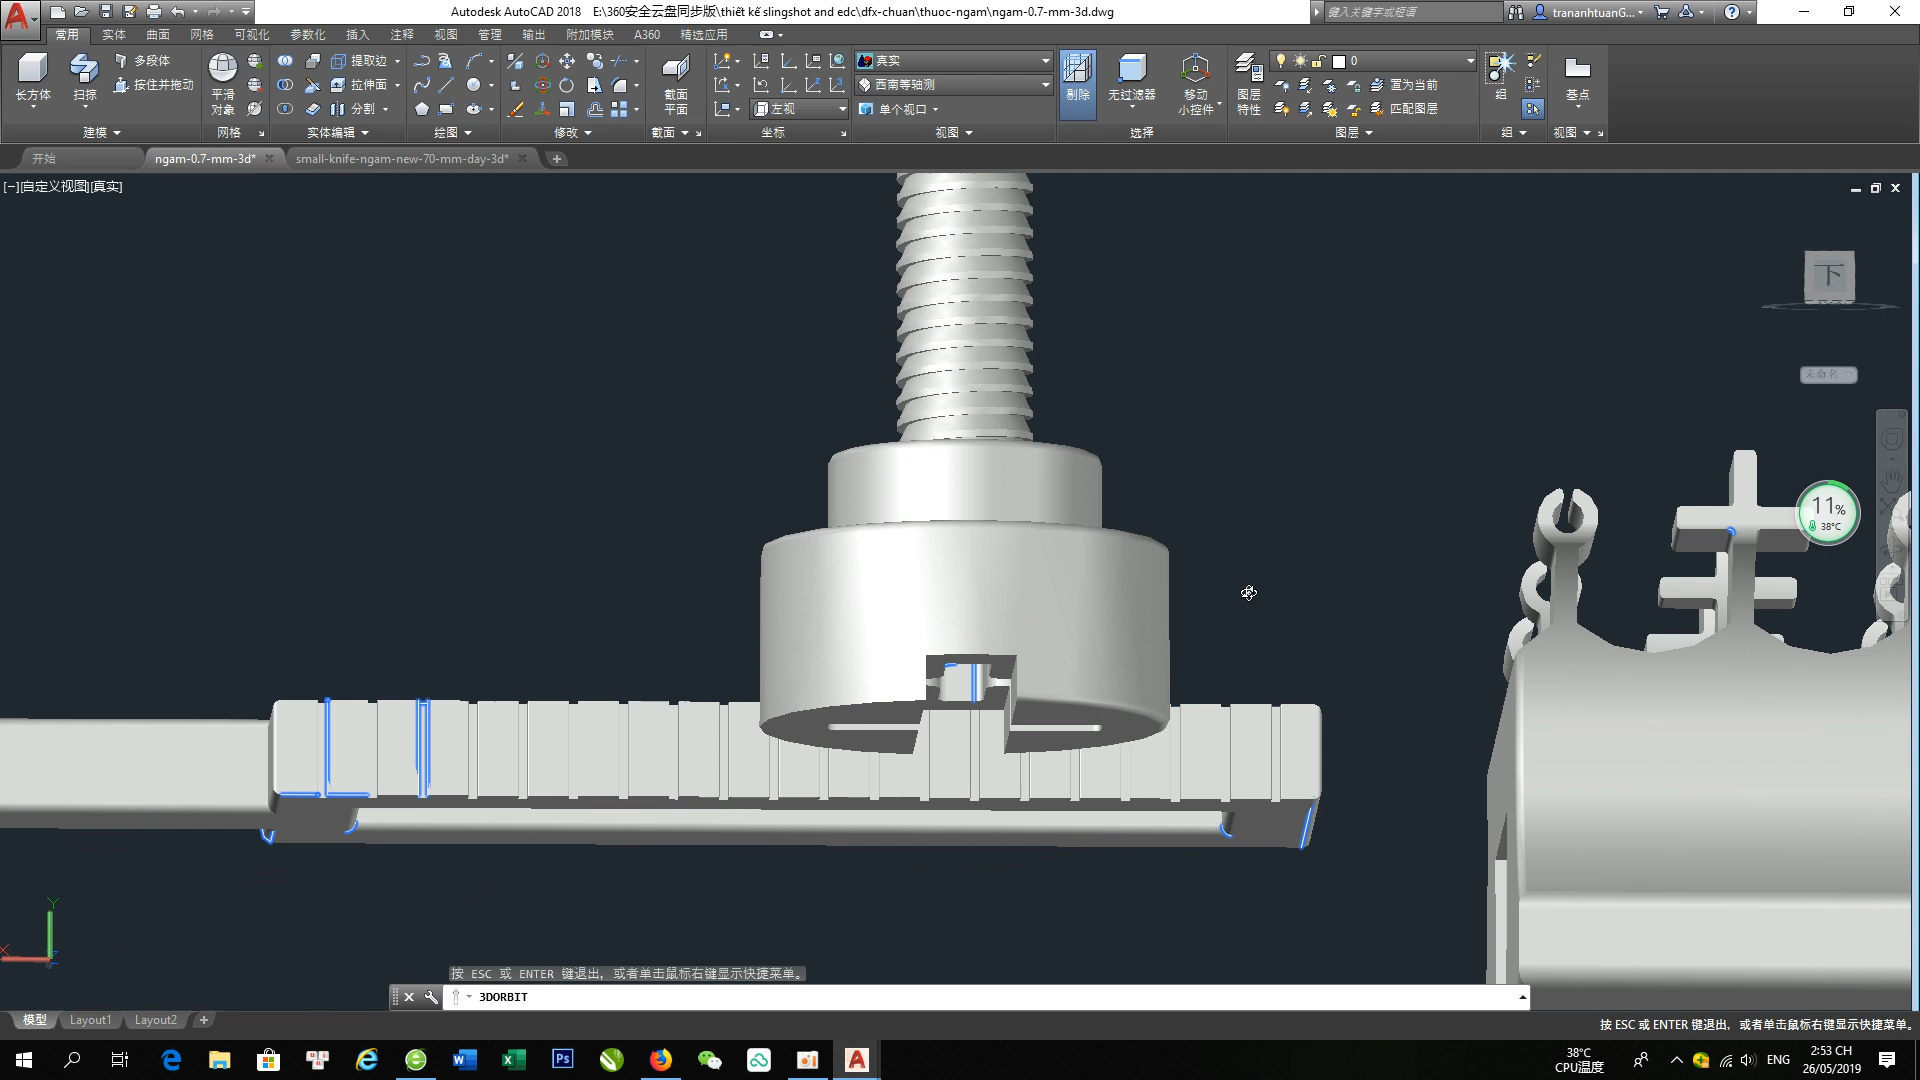 Autodesk AutoCAD 2018 E:\360安全云盘同步版\thiết kế slingshot and edc\dfx-chuan\thuoc-ngam\ngam-0.7-mm-3d.dwg
键入关键字或短语
trananhtuanG...
常用 实体 曲面 网格 可视化 参数化 插入 注释 视图 管理 输出 附加模块 A360 精选应用
长方体
扫掠
多段体
按住并拖动
建模
平滑
对象
网格
提取边
拉伸面
分割
实体编辑
绘图
修改
截面
平面
截面
左视
坐标
真实
西南等轴测
单个视口
视图
剔除
无过滤器
移动
小控件
选择
图层
特性
0
置为当前
匹配图层
图层
组
组
基点
视图
开始
ngam-0.7-mm-3d*
small-knife-ngam-new-70-mm-day-3d*
[−][自定义视图][真实]
下
未命名
11%
38°C
Y
X
按 ESC 或 ENTER 键退出，或者单击鼠标右键显示快捷菜单。
3DORBIT
模型 Layout1 Layout2
按 ESC 或 ENTER 键退出，或者单击鼠标右键显示快捷菜单。
38°C
CPU温度
ENG
2:53 CH
26/05/2019